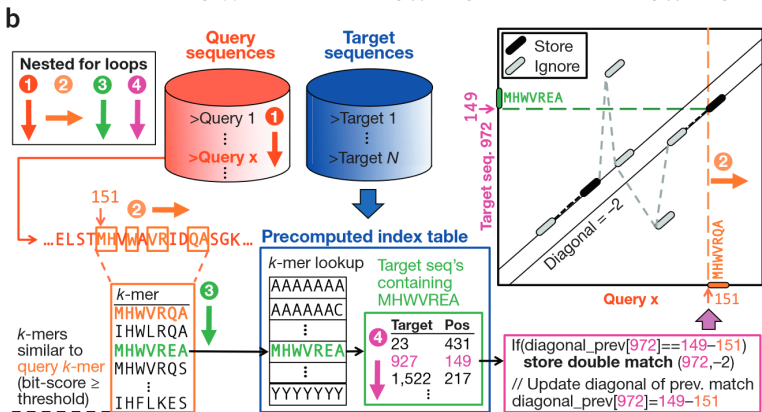 b
Nested for loops
1 2 3 4
Query
sequences
>Query 1
⋮
>Query x
⋮
1
Target
sequences
>Target 1
⋮
>Target N
151
2
...ELSTMHVWAVRIDQASGK...
k-mers
similar to
query k-mer
(bit-score ≥
threshold)
k-mer
MHWVRQA
IHWLRQA
MHWVREA
MHWVRQS
⋮
IHFLKES
3
Precomputed index table
k-mer lookup
AAAAAAA
AAAAAAC
⋮
MHWVREA
⋮
YYYYYYY
Target seq's
containing
MHWVREA
4
Target Pos
23 431
927 149
1,522 217
⋮
Store
Ignore
149
Target seq. 972
MHWVREA
Diagonal = –2
2
MHWVRQA
Query x
151
If(diagonal_prev[972]==149–151)
store double match (972,–2)
// Update diagonal of prev. match
diagonal_prev[972]=149–151